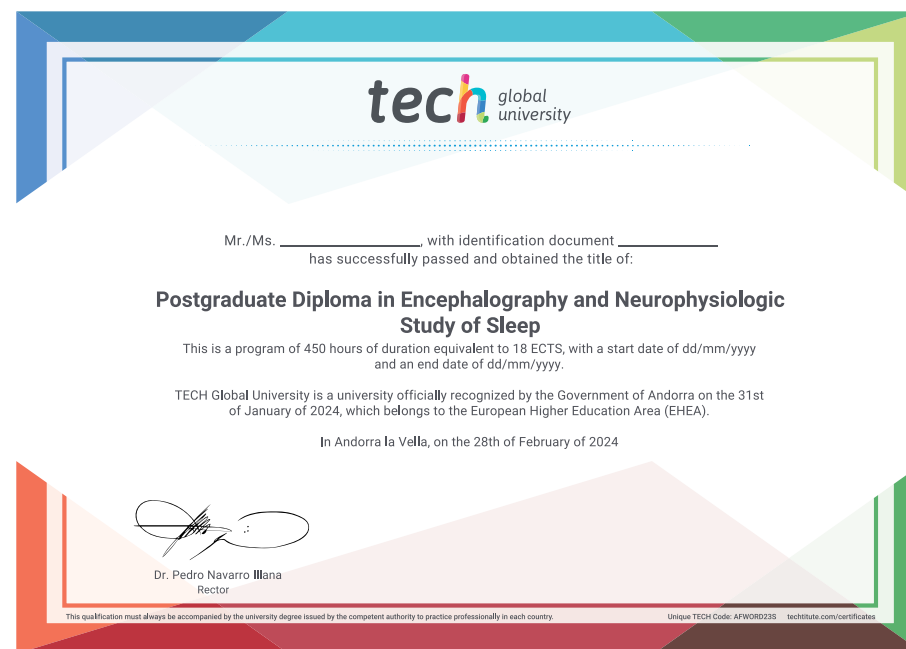 tech global university
Mr./Ms. ____________________, with identification document ______________
has successfully passed and obtained the title of:
Postgraduate Diploma in Encephalography and Neurophysiologic
Study of Sleep
This is a program of 450 hours of duration equivalent to 18 ECTS, with a start date of dd/mm/yyyy
and an end date of dd/mm/yyyy.
TECH Global University is a university officially recognized by the Government of Andorra on the 31st
of January of 2024, which belongs to the European Higher Education Area (EHEA).
In Andorra la Vella, on the 28th of February of 2024
Dr. Pedro Navarro Illana
Rector
This qualification must always be accompanied by the university degree issued by the competent authority to practice professionally in each country.
Unique TECH Code: AFWORD23S techtitute.com/certificates